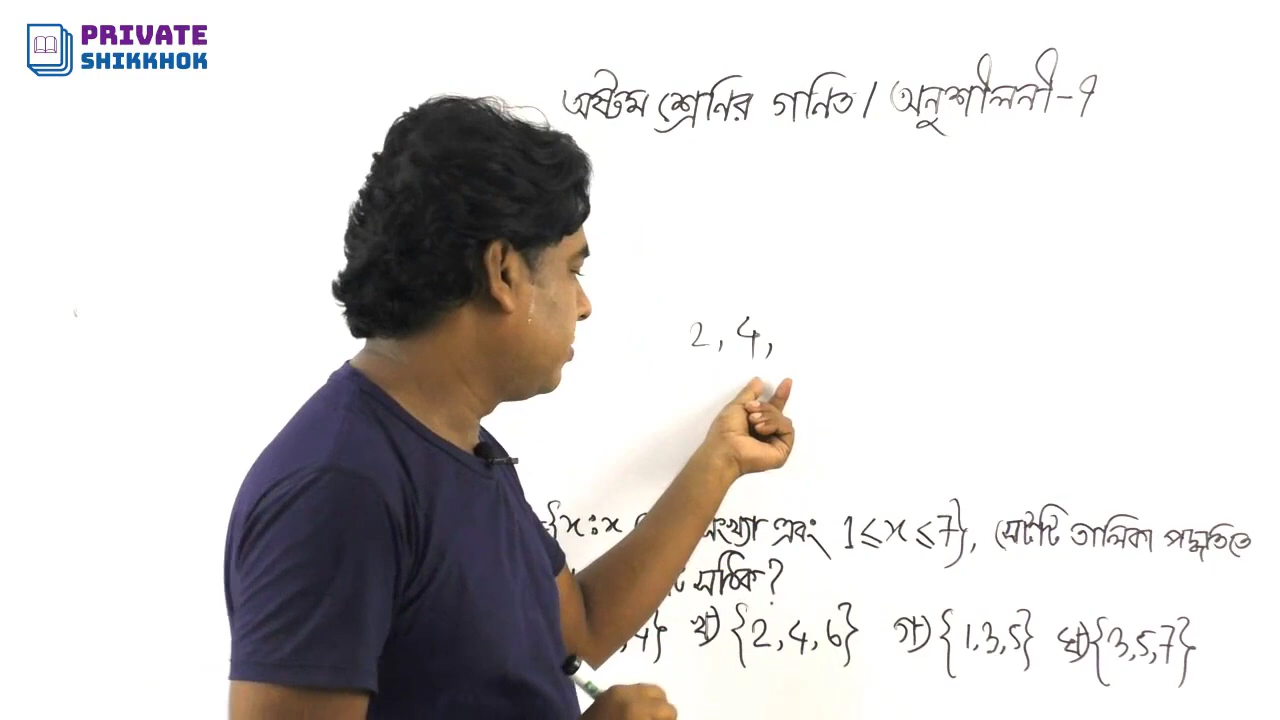 PRIVATE
SHIKKHOK
অষ্টম শ্রেনির গনিত / অনুশীলনী-৭
2, 4,
{x:x সংখ্যা এবং 1≤x≤7}, সেটটি তালিকা পদ্ধতিতে
সঠিক?
4} খ) {2, 4, 6} গ) {1,3,5} ঘ) {3,5,7}